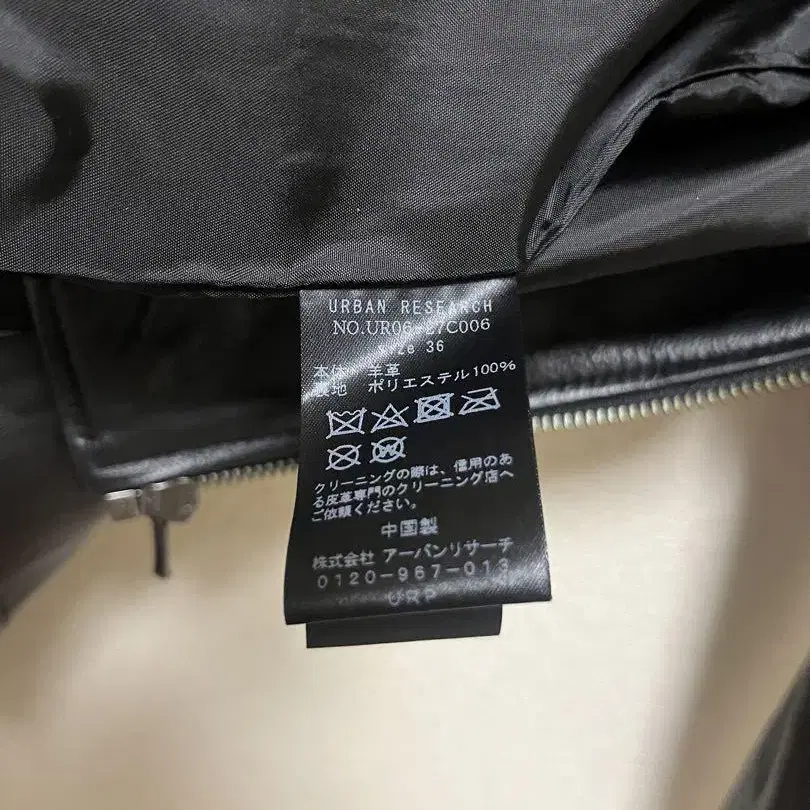 URBAN RESEARCH
NO.UR06-27C006
size 36
本体 羊革
裏地 ポリエステル100%
クリーニングの際は、信用のあ
る皮革専門のクリーニング店へ
ご依頼ください。
中国製
株式会社 アーバンリサーチ
0120-967-013
URP